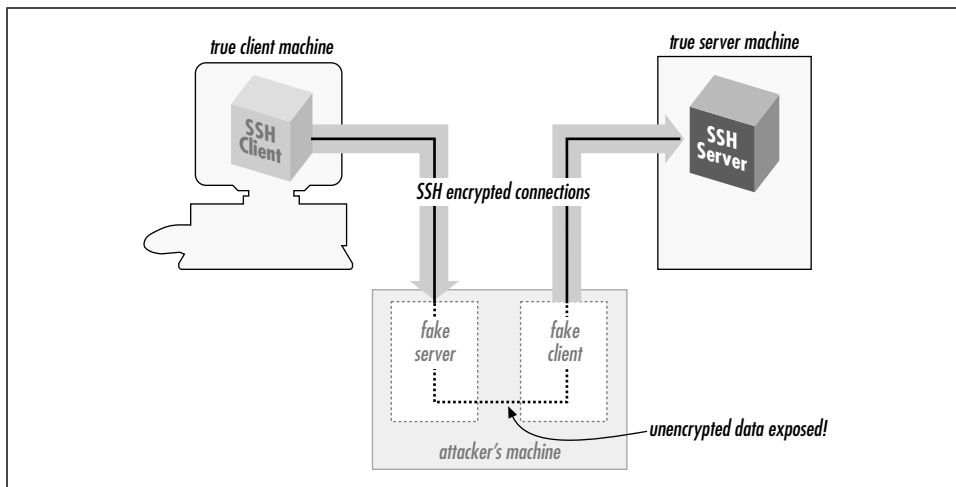 true client machine
true server machine
SSH
Client
SSH
Server
SSH encrypted connections
fake
server
fake
client
unencrypted data exposed!
attacker's machine